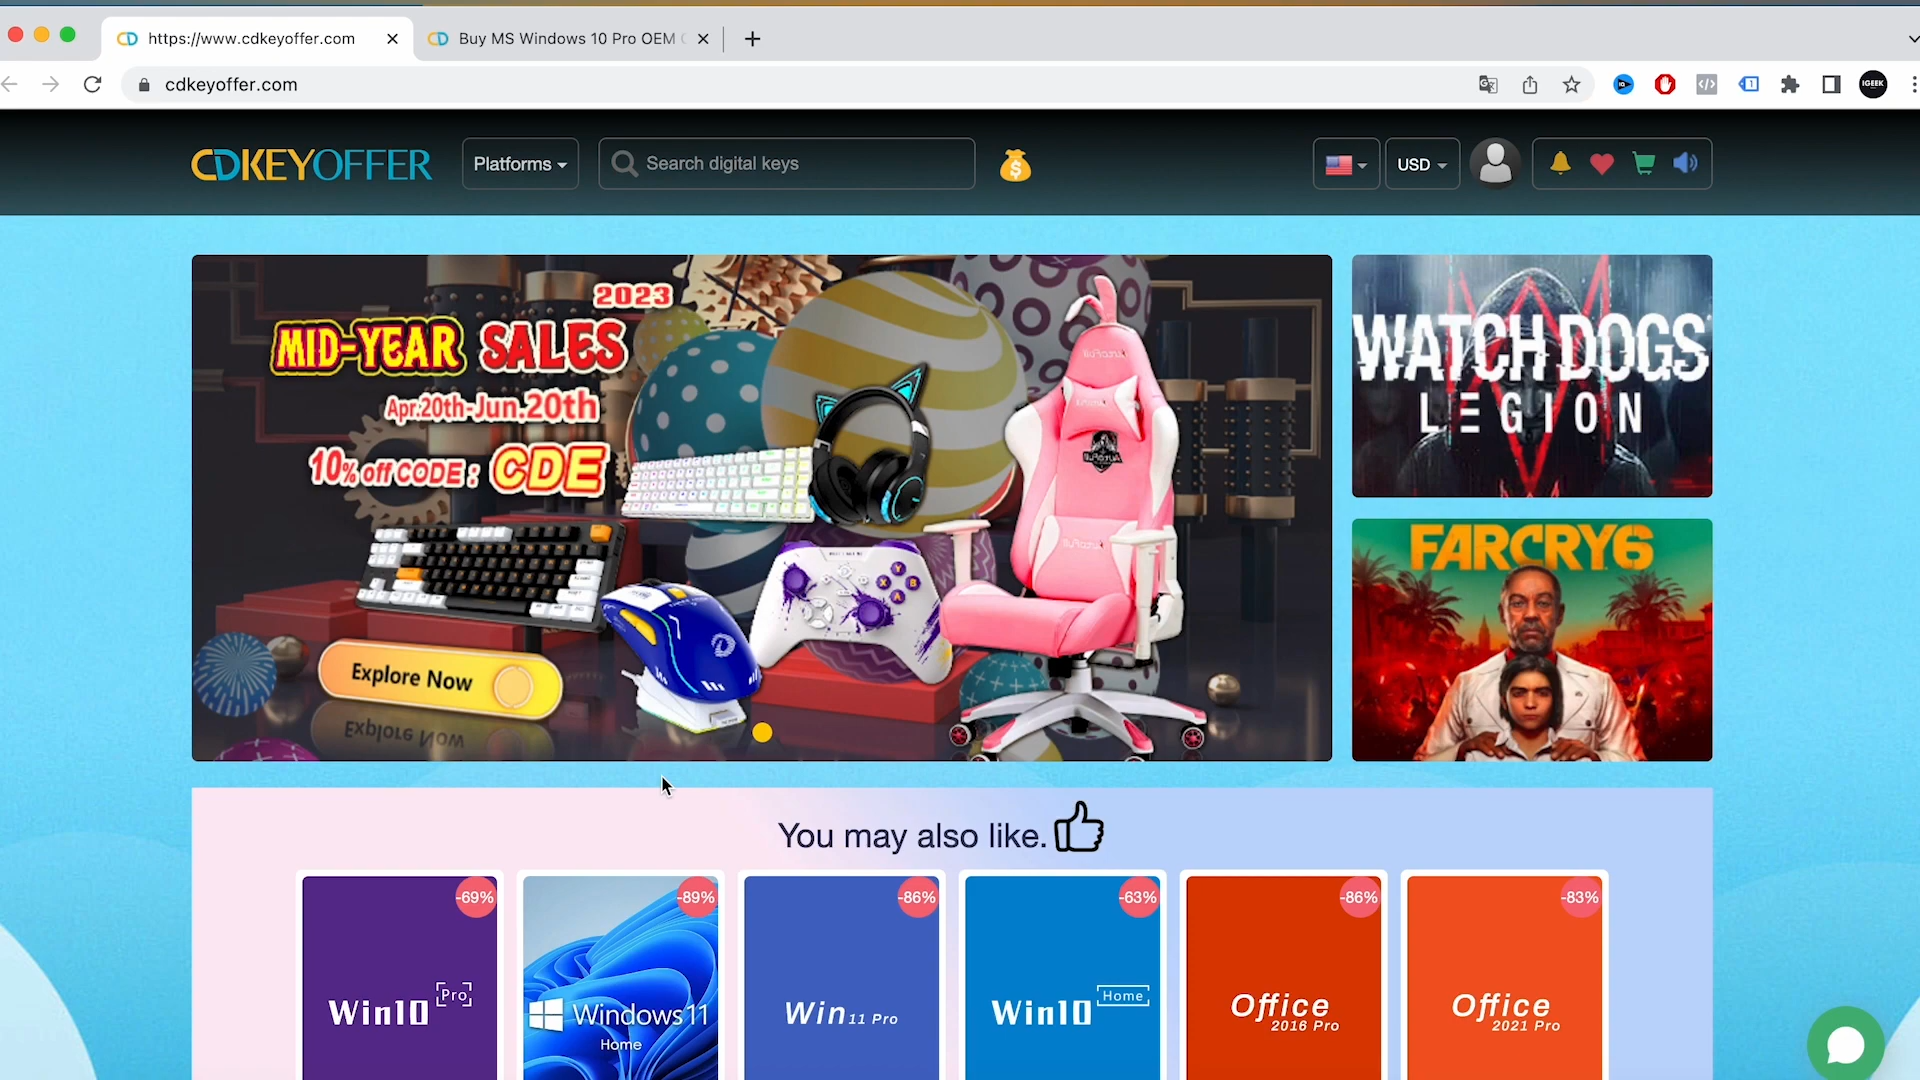 https://www.cdkeyoffer.com
Buy MS Windows 10 Pro OEM
cdkeyoffer.com
IGEEK
CDKEYOFFER
Platforms
Search digital keys
USD
2023
MID-YEAR SALES
Apr.20th-Jun.20th
10% off CODE : CDE
Explore Now
Explore Now
Y
X B
A
WATCH DOGS
LEGION
FARCRY6
You may also like.
-69%
-89%
-86%
-63%
-86%
-83%
Win10 Pro
Windows 11
Home
Win 11 Pro
Win10 Home
Office
2016 Pro
Office
2021 Pro